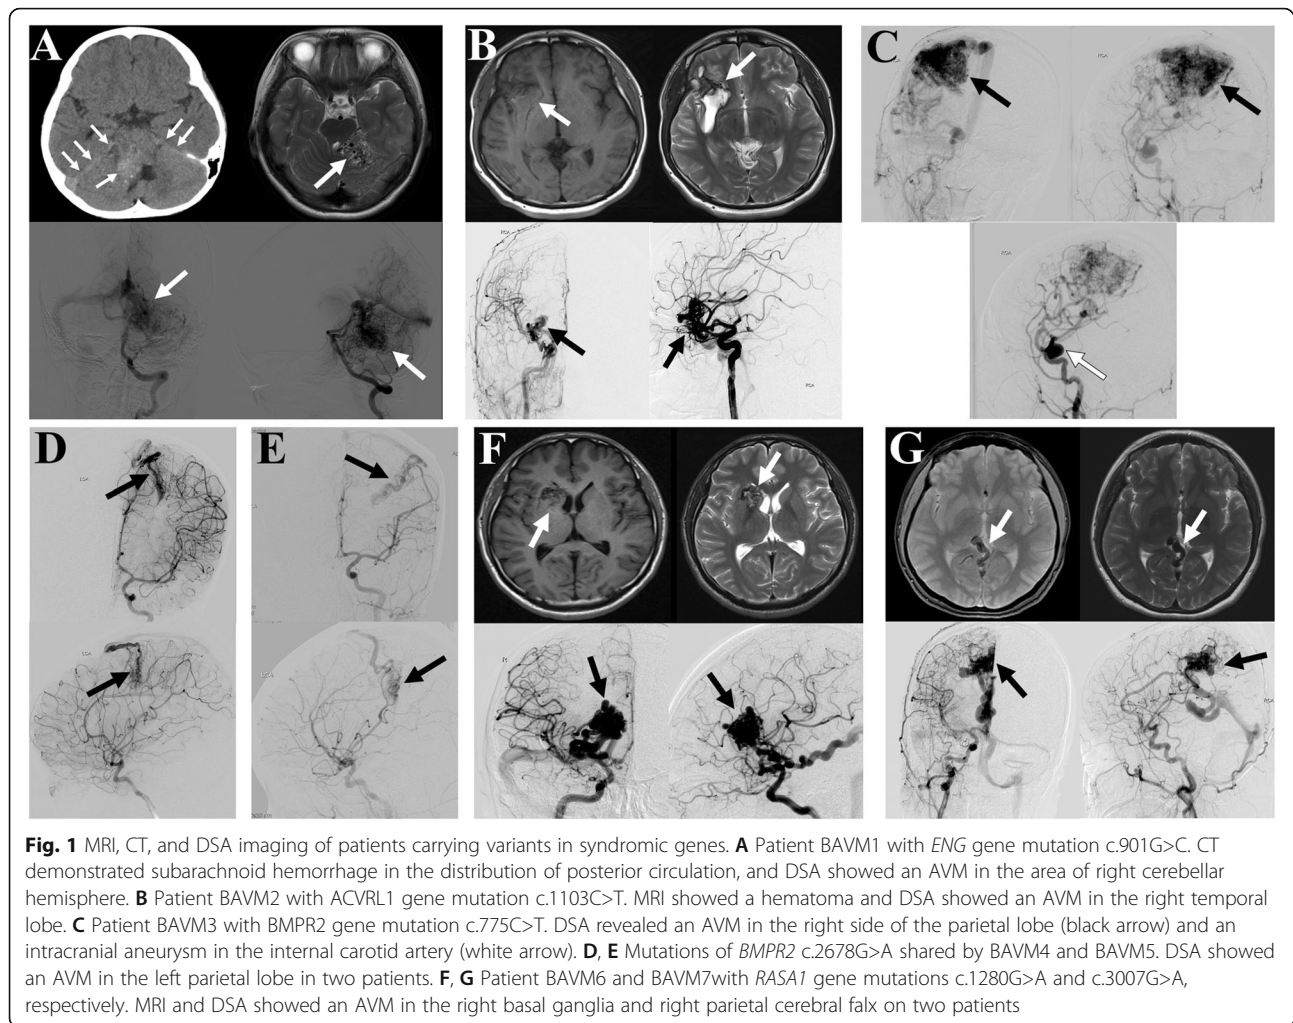 A
B
C
D
E
F
G
Fig. 1 MRI, CT, and DSA imaging of patients carrying variants in syndromic genes. A Patient BAVM1 with ENG gene mutation c.901G>C. CT
demonstrated subarachnoid hemorrhage in the distribution of posterior circulation, and DSA showed an AVM in the area of right cerebellar
hemisphere. B Patient BAVM2 with ACVRL1 gene mutation c.1103C>T. MRI showed a hematoma and DSA showed an AVM in the right temporal
lobe. C Patient BAVM3 with BMPR2 gene mutation c.775C>T. DSA revealed an AVM in the right side of the parietal lobe (black arrow) and an
intracranial aneurysm in the internal carotid artery (white arrow). D, E Mutations of BMPR2 c.2678G>A shared by BAVM4 and BAVM5. DSA showed
an AVM in the left parietal lobe in two patients. F, G Patient BAVM6 and BAVM7with RASA1 gene mutations c.1280G>A and c.3007G>A,
respectively. MRI and DSA showed an AVM in the right basal ganglia and right parietal cerebral falx on two patients